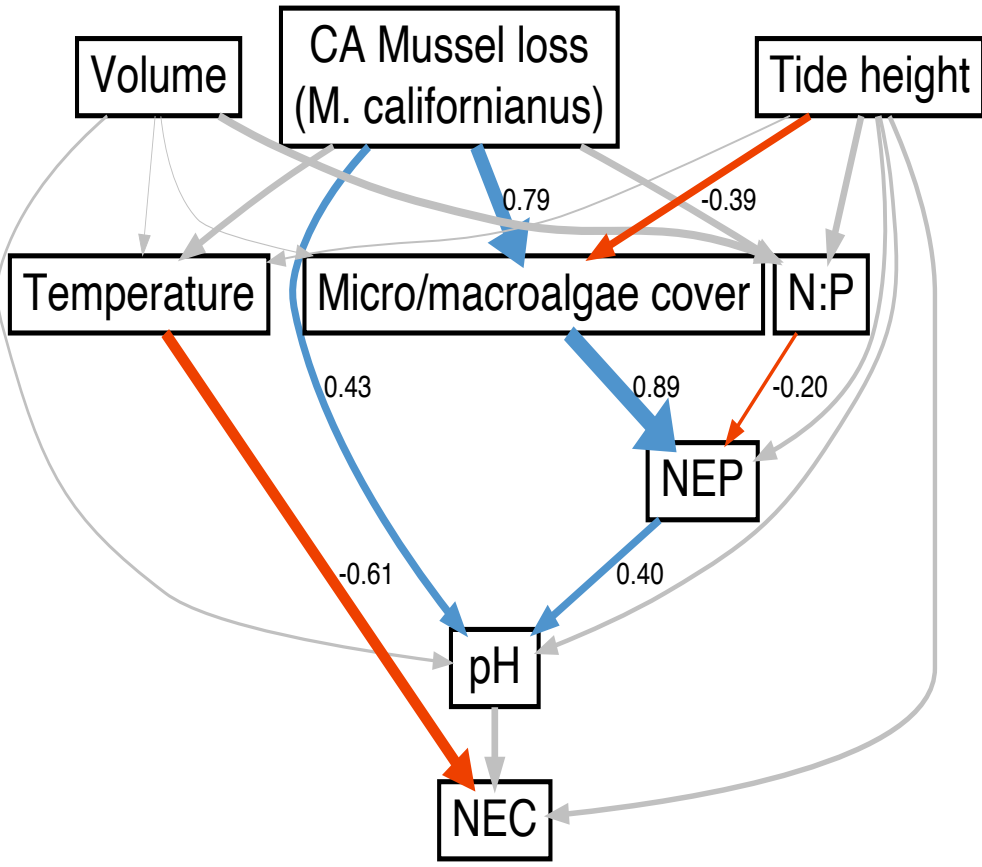 CA Mussel loss
(M. californianus)
Volume
Tide height
0.79
-0.39
Temperature
Micro/macroalgae cover
N:P
0.43
0.89
-0.20
NEP
-0.61
0.40
pH
NEC